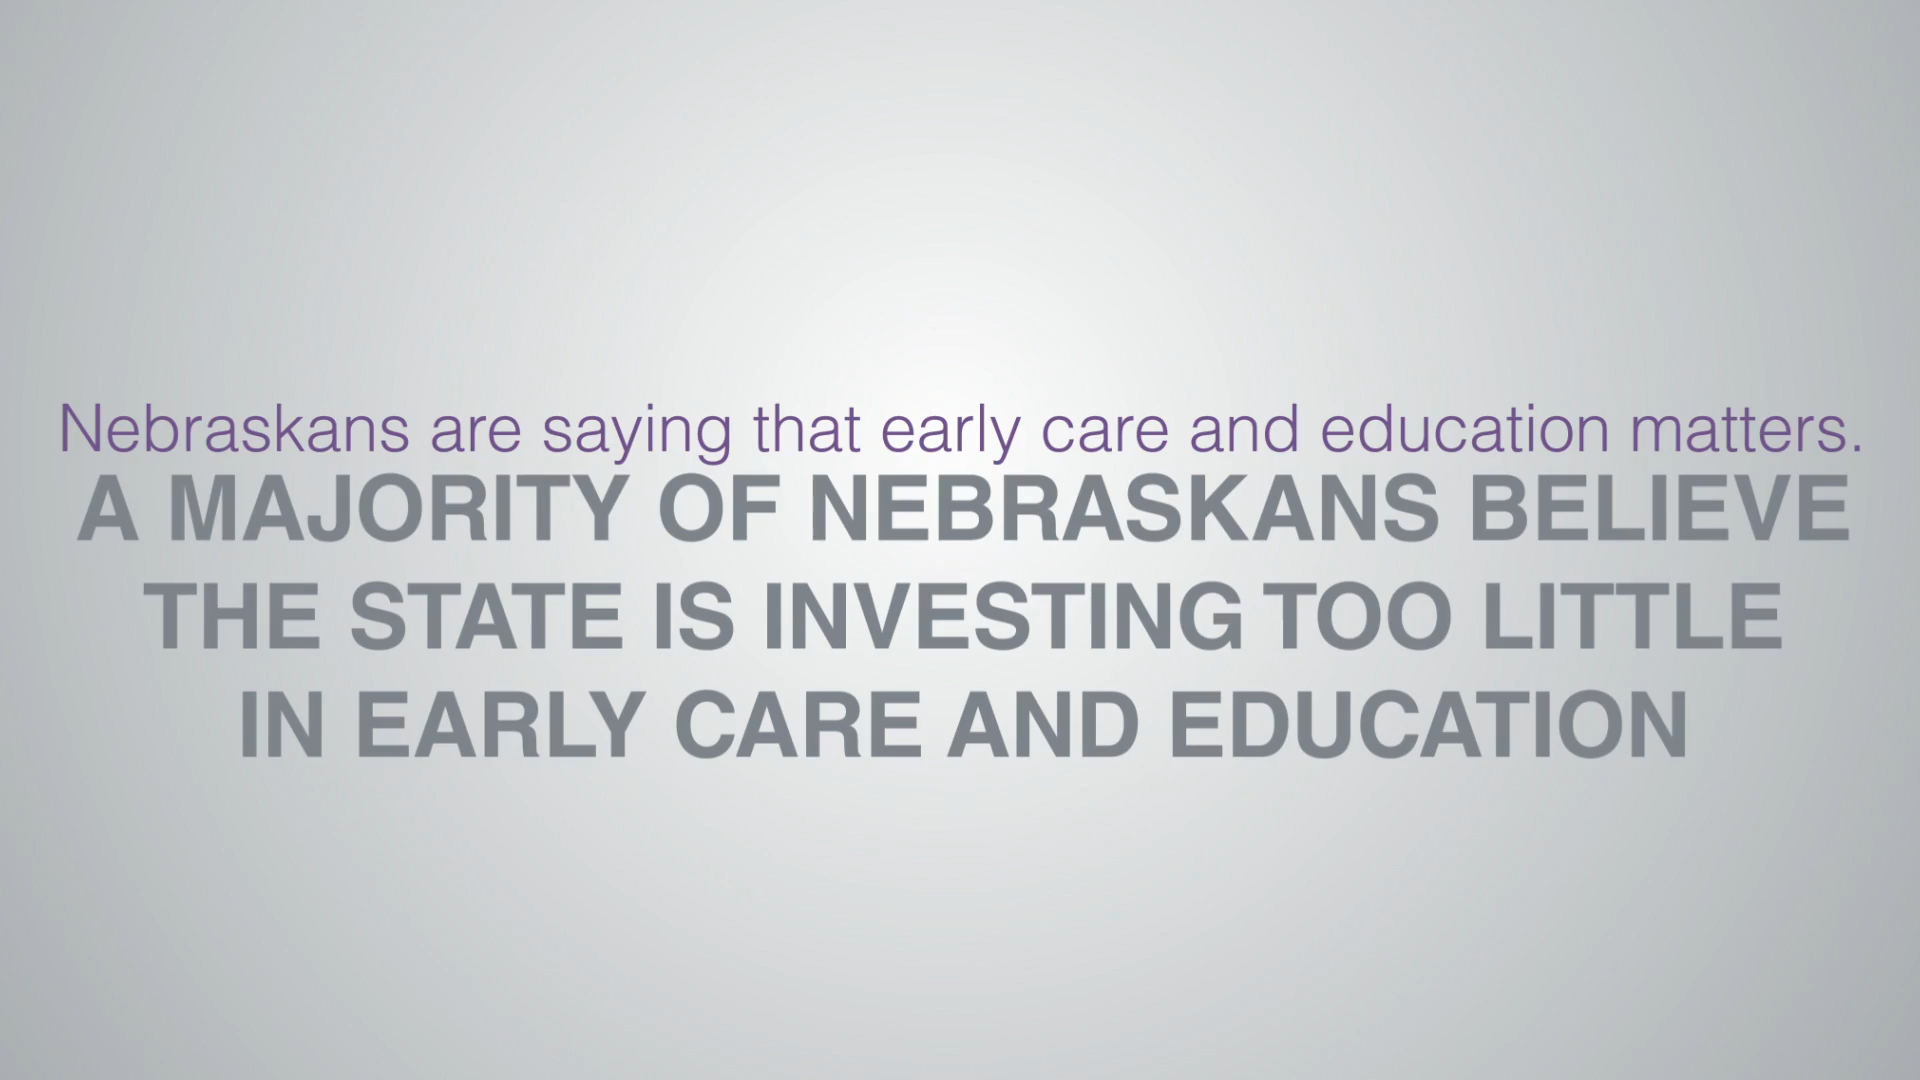 Nebraskans are saying that early care and education matters.
A MAJORITY OF NEBRASKANS BELIEVE
THE STATE IS INVESTING TOO LITTLE
IN EARLY CARE AND EDUCATION